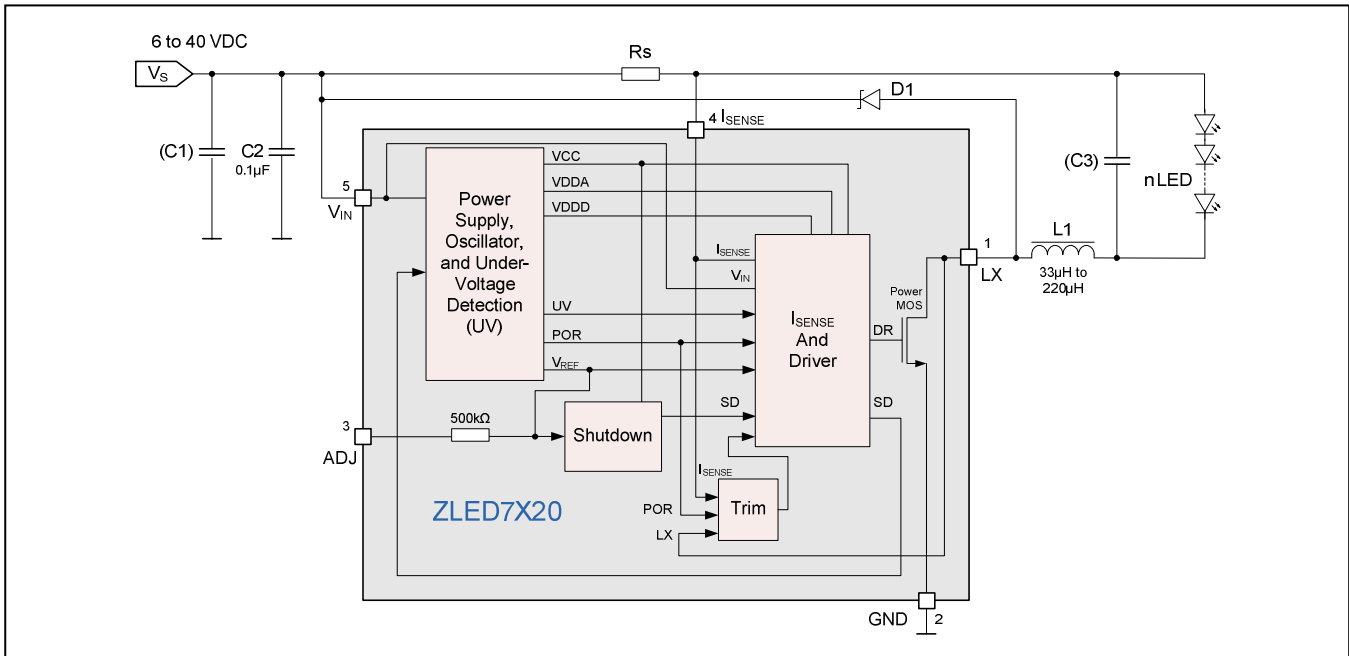 6 to 40 VDC
VS
Rs
D1
4 ISENSE
(C1)
C2
0.1µF
(C3)
nLED
5
VIN
VCC
VDDA
VDDD
Power
Supply,
Oscillator,
and Under-
Voltage
Detection
(UV)
ISENSE
VIN
L1
33µH to
220µH
1
LX
Power
MOS
UV
POR
VREF
ISENSE
And
Driver
DR
SD
SD
3
ADJ
500kΩ
Shutdown
ISENSE
POR
LX
Trim
ZLED7X20
GND
2